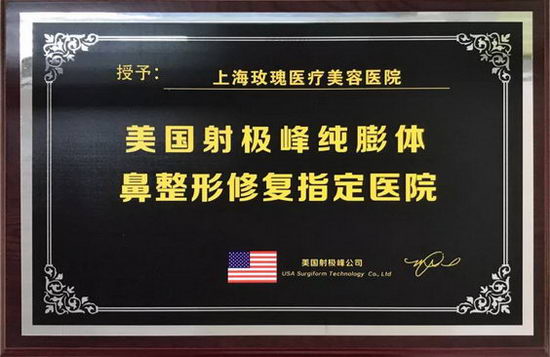 授予：上海玫瑰医疗美容医院
美国射极峰纯膨体
鼻整形修复指定医院
美国射极峰公司
USA Surgiform Technology Co., Ltd